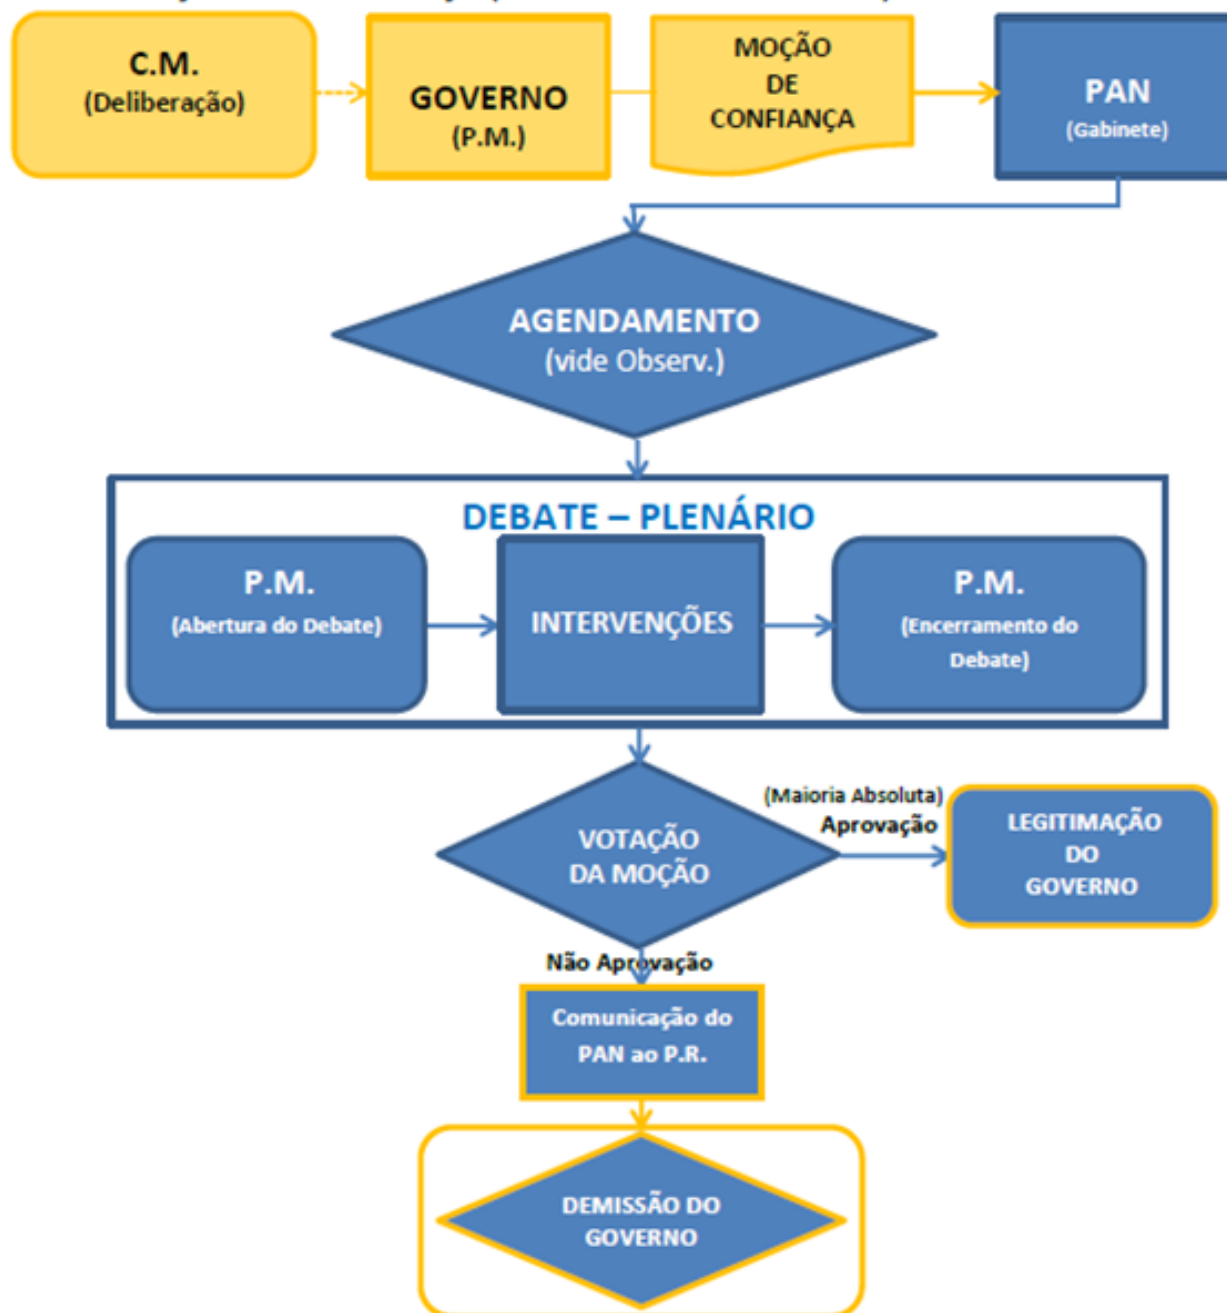 C.M.
(Deliberação)
GOVERNO
(P.M.)
MOÇÃO
DE
CONFIANÇA
PAN
(Gabinete)
AGENDAMENTO
(vide Observ.)
DEBATE – PLENÁRIO
P.M.
(Abertura do Debate)
INTERVENÇÕES
P.M.
(Encerramento do
Debate)
VOTAÇÃO
DA MOÇÃO
(Maioria Absoluta)
Aprovação
LEGITIMAÇÃO
DO
GOVERNO
Não Aprovação
Comunicação do
PAN ao P.R.
DEMISSÃO DO
GOVERNO